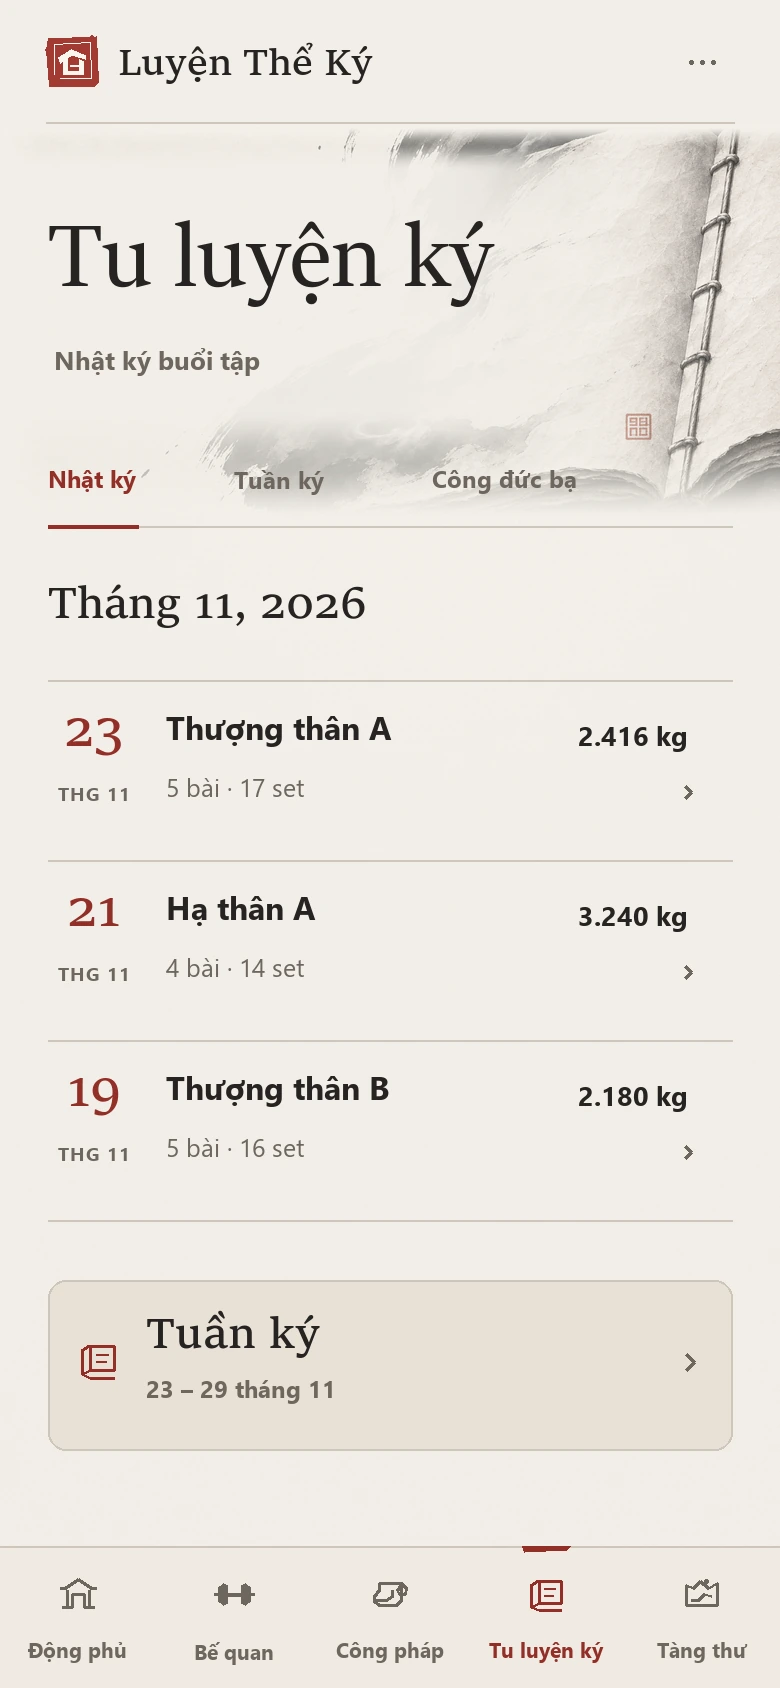 Luyện Thể Ký
Tu luyện ký
Nhật ký buổi tập
Nhật ký
Tuần ký
Công đức bạ
Tháng 11, 2026
23
THG 11
Thượng thân A
5 bài · 17 set
2.416 kg
21
THG 11
Hạ thân A
4 bài · 14 set
3.240 kg
19
THG 11
Thượng thân B
5 bài · 16 set
2.180 kg
Tuần ký
23 – 29 tháng 11
Động phủ
Bế quan
Công pháp
Tu luyện ký
Tàng thư